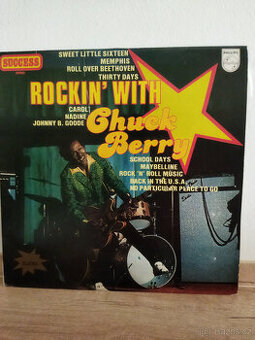 SUCCESS
PHILIPS
SWEET LITTLE SIXTEEN
MEMPHIS
ROLL OVER BEETHOVEN
THIRTY DAYS
ROCKIN' WITH
CAROL!
NADINE
JOHNNY B. GOODE
Chuck
Berry
SCHOOL DAYS
MAYBELLINE
ROCK 'N' ROLL MUSIC
BACK IN THE U.S.A.
NO PARTICULAR PLACE TO GO